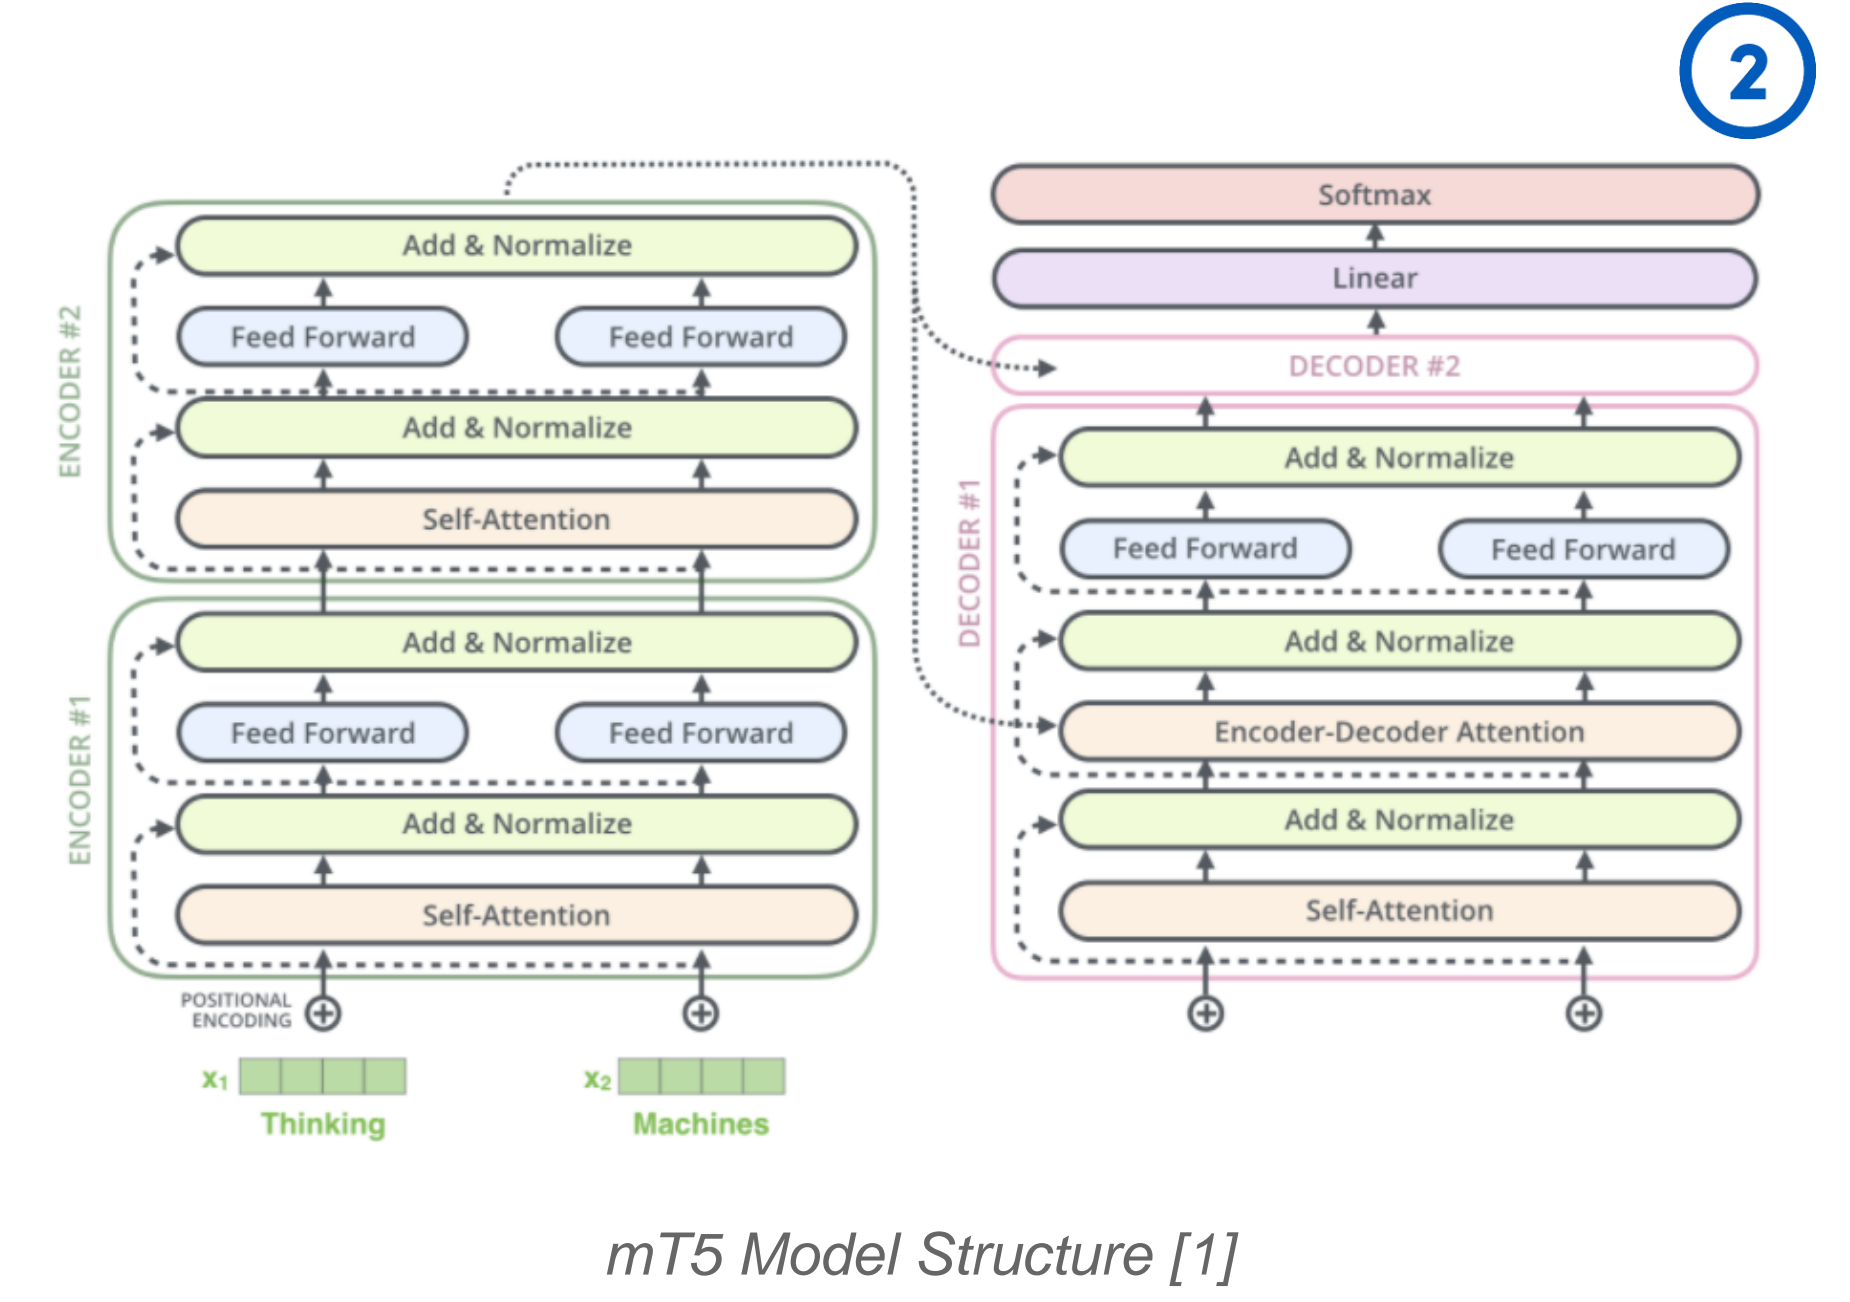 2
ENCODER #2
Add & Normalize
Feed Forward
Feed Forward
Add & Normalize
Self-Attention
ENCODER #1
Add & Normalize
Feed Forward
Feed Forward
Add & Normalize
Self-Attention
POSITIONAL
ENCODING
x₁
x₂
Thinking
Machines
Softmax
Linear
DECODER #2
DECODER #1
Add & Normalize
Feed Forward
Feed Forward
Add & Normalize
Encoder-Decoder Attention
Add & Normalize
Self-Attention
mT5 Model Structure [1]